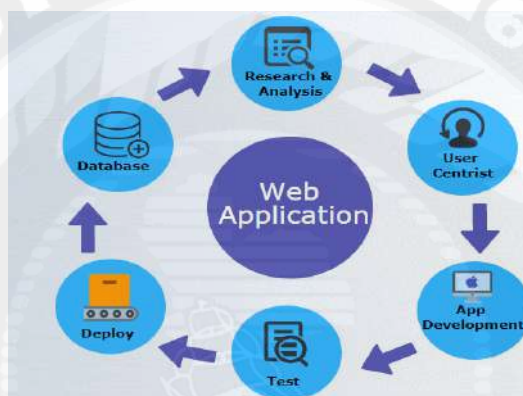 Research &
Analysis
User
Centrist
App
Development
Test
Deploy
Database
Web
Application